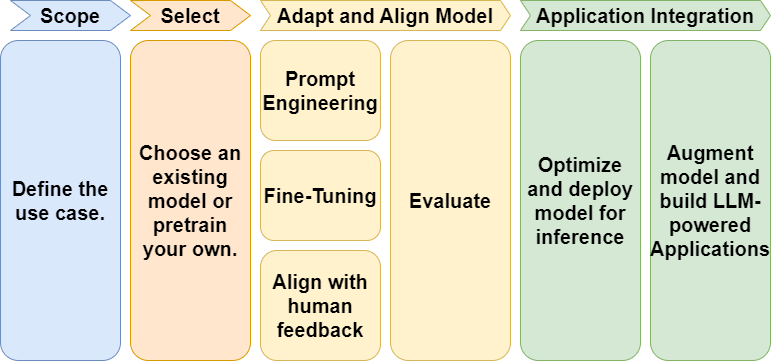 Scope
Select
Adapt and Align Model
Application Integration
Define the
use case.
Choose an
existing
model or
pretrain
your own.
Prompt
Engineering
Fine-Tuning
Align with
human
feedback
Evaluate
Optimize
and deploy
model for
inference
Augment
model and
build LLM-
powered
Applications